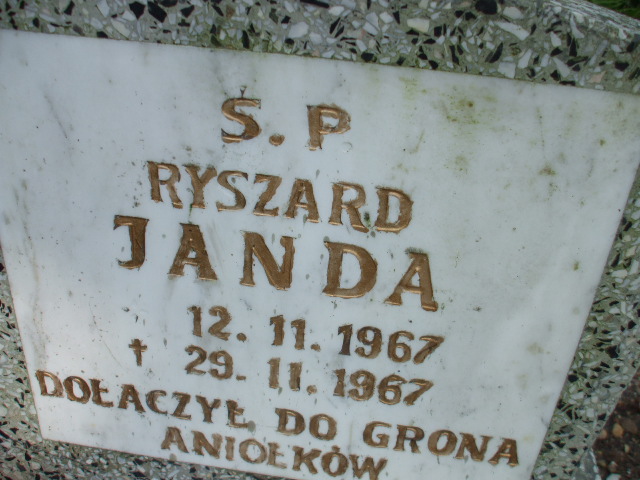 Ś. P
RYSZARD
JANDA
12. 11. 1967
† 29. 11. 1967
DOŁACZYŁ DO GRONA
ANIOŁKÓW